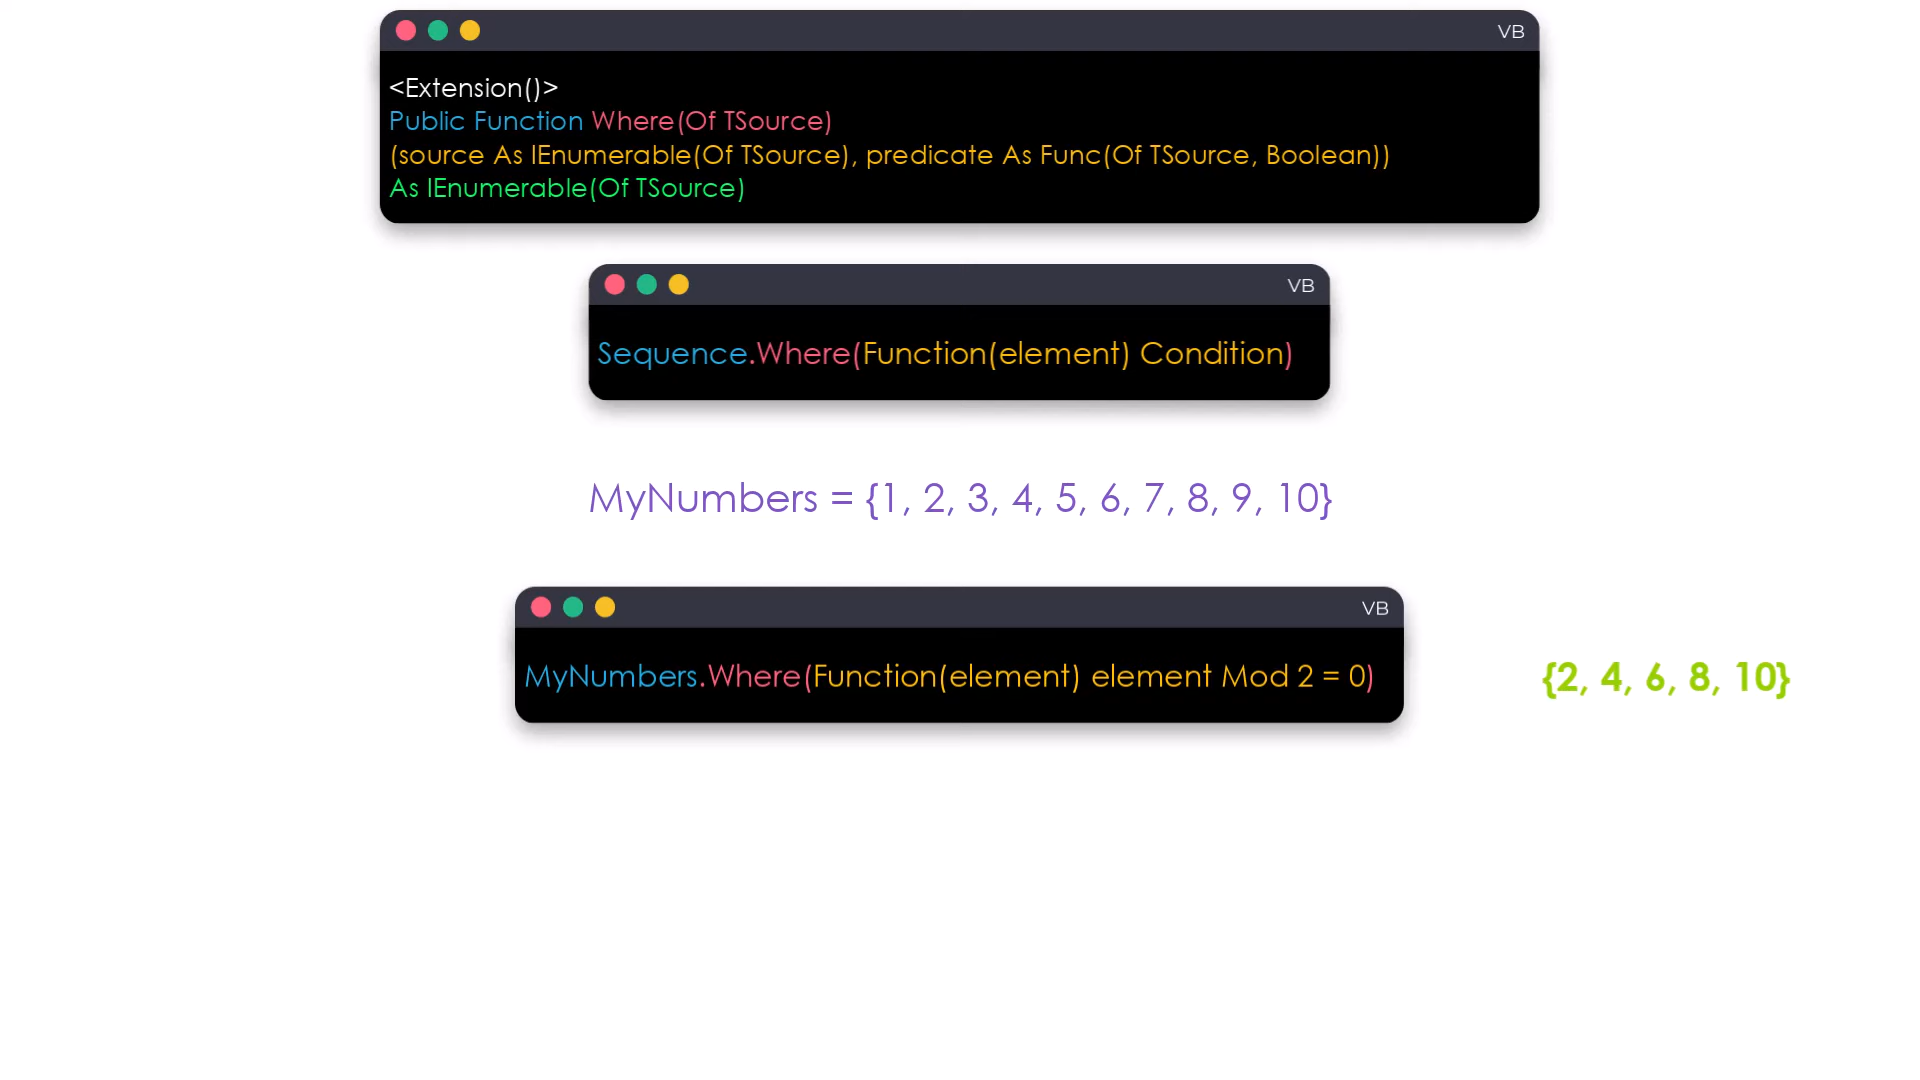 VB
<Extension()>
Public Function Where(Of TSource)
(source As IEnumerable(Of TSource), predicate As Func(Of TSource, Boolean))
As IEnumerable(Of TSource)
VB
Sequence.Where(Function(element) Condition)
MyNumbers = {1, 2, 3, 4, 5, 6, 7, 8, 9, 10}
VB
MyNumbers.Where(Function(element) element Mod 2 = 0)
{2, 4, 6, 8, 10}